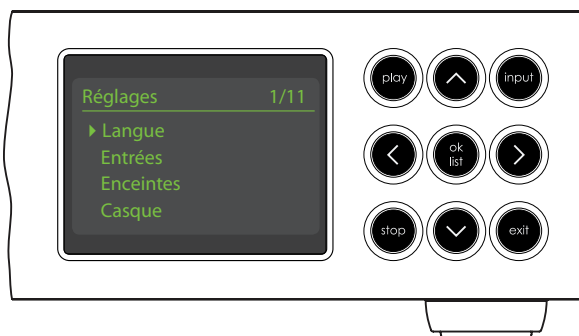 Réglages 1/11
Langue
Entrées
Enceintes
Casque
play
input
ok
list
stop
exit